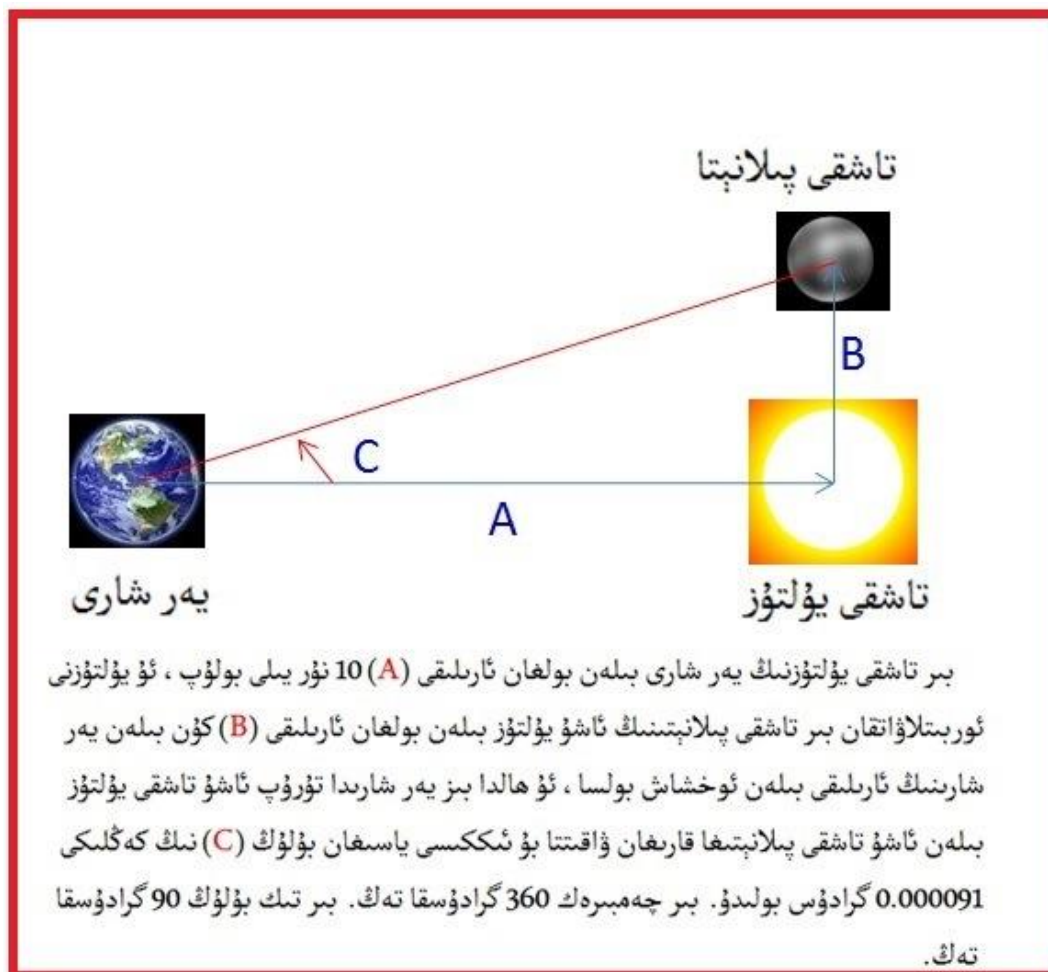 تاشقى پىلانېتا
B
C
A
يەر شارى
تاشقى يۇلتۇز
بىر تاشقى يۇلتۇزنىڭ يەر شارى بىلەن بولغان ئارىلىقى (A) 10 نۇر يىلى بولۇپ ، ئۇ يۇلتۇزنى
ئوربىتلاۋاتقان بىر تاشقى پىلانېتىنىڭ ئاشۇ يۇلتۇز بىلەن بولغان ئارىلىقى (B) كۈن بىلەن يەر
شارىنىڭ ئارىلىقى بىلەن ئوخشاش بولسا ، ئۇ ھالدا بىز يەر شارىدا تۇرۇپ ئاشۇ تاشقى يۇلتۇز
بىلەن ئاشۇ تاشقى پىلانېتىغا قارىغان ۋاقىتتا بۇ ئىككىسى ياسىغان بۇلۇڭ (C) نىڭ كەڭلىكى
0.000091 گرادۇس بولىدۇ. بىر چەمبىرەك 360 گرادۇسقا تەڭ. بىر تىك بۇلۇڭ 90 گرادۇسقا
تەڭ.